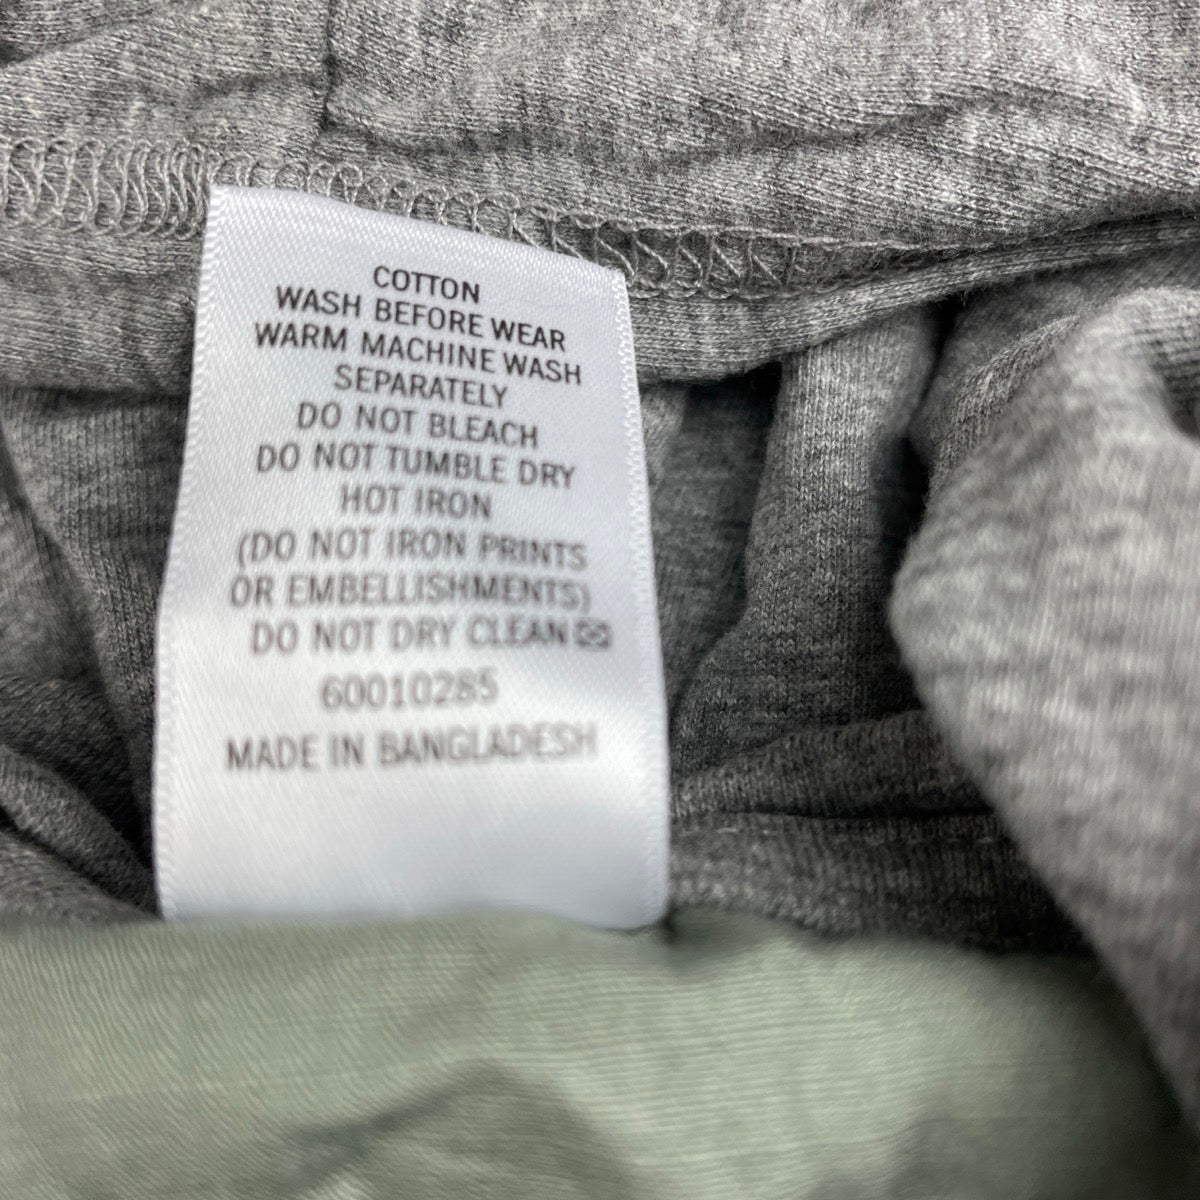 COTTON
WASH BEFORE WEAR
WARM MACHINE WASH
SEPARATELY
DO NOT BLEACH
DO NOT TUMBLE DRY
HOT IRON
(DO NOT IRON PRINTS
OR EMBELLISHMENTS)
DO NOT DRY CLEAN
60010285
MADE IN BANGLADESH